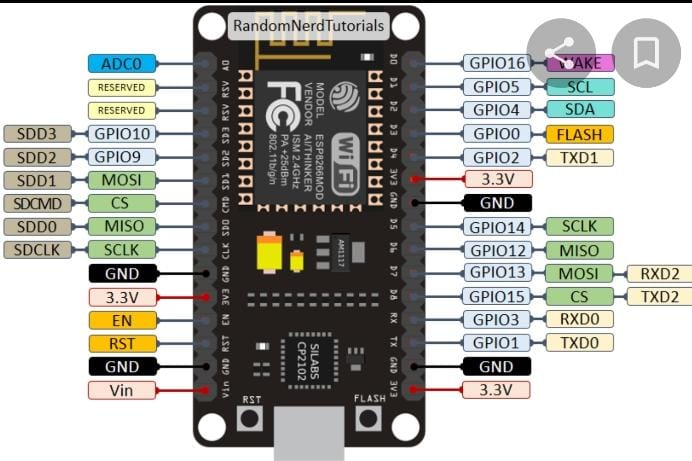 RandomNerdTutorials
ADC0 A0
RESERVED RSV
RESERVED RSV
SDD3 GPIO10 SD3
SDD2 GPIO9 SD2
SDD1 MOSI SD1
SDCMD CS CMD
SDD0 MISO SD0
SDCLK SCLK CLK
GND GND
3.3V 3V3
EN EN
RST RST
GND GND
Vin Vin
D0 GPIO16 WAKE
D1 GPIO5 SCL
D2 GPIO4 SDA
D3 GPIO0 FLASH
D4 GPIO2 TXD1
3V3 3.3V
GND GND
D5 GPIO14 SCLK
D6 GPIO12 MISO
D7 GPIO13 MOSI RXD2
D8 GPIO15 CS TXD2
RX GPIO3 RXD0
TX GPIO1 TXD0
GND GND
3V3 3.3V
FC
MODEL ESP8266MOD
VENDOR AI/THINKER
ISM 2.4GHz
PA +25dBm
802.11b/g/n
Wi Fi
AM1117
SILABS
CP2102
RST
FLASH